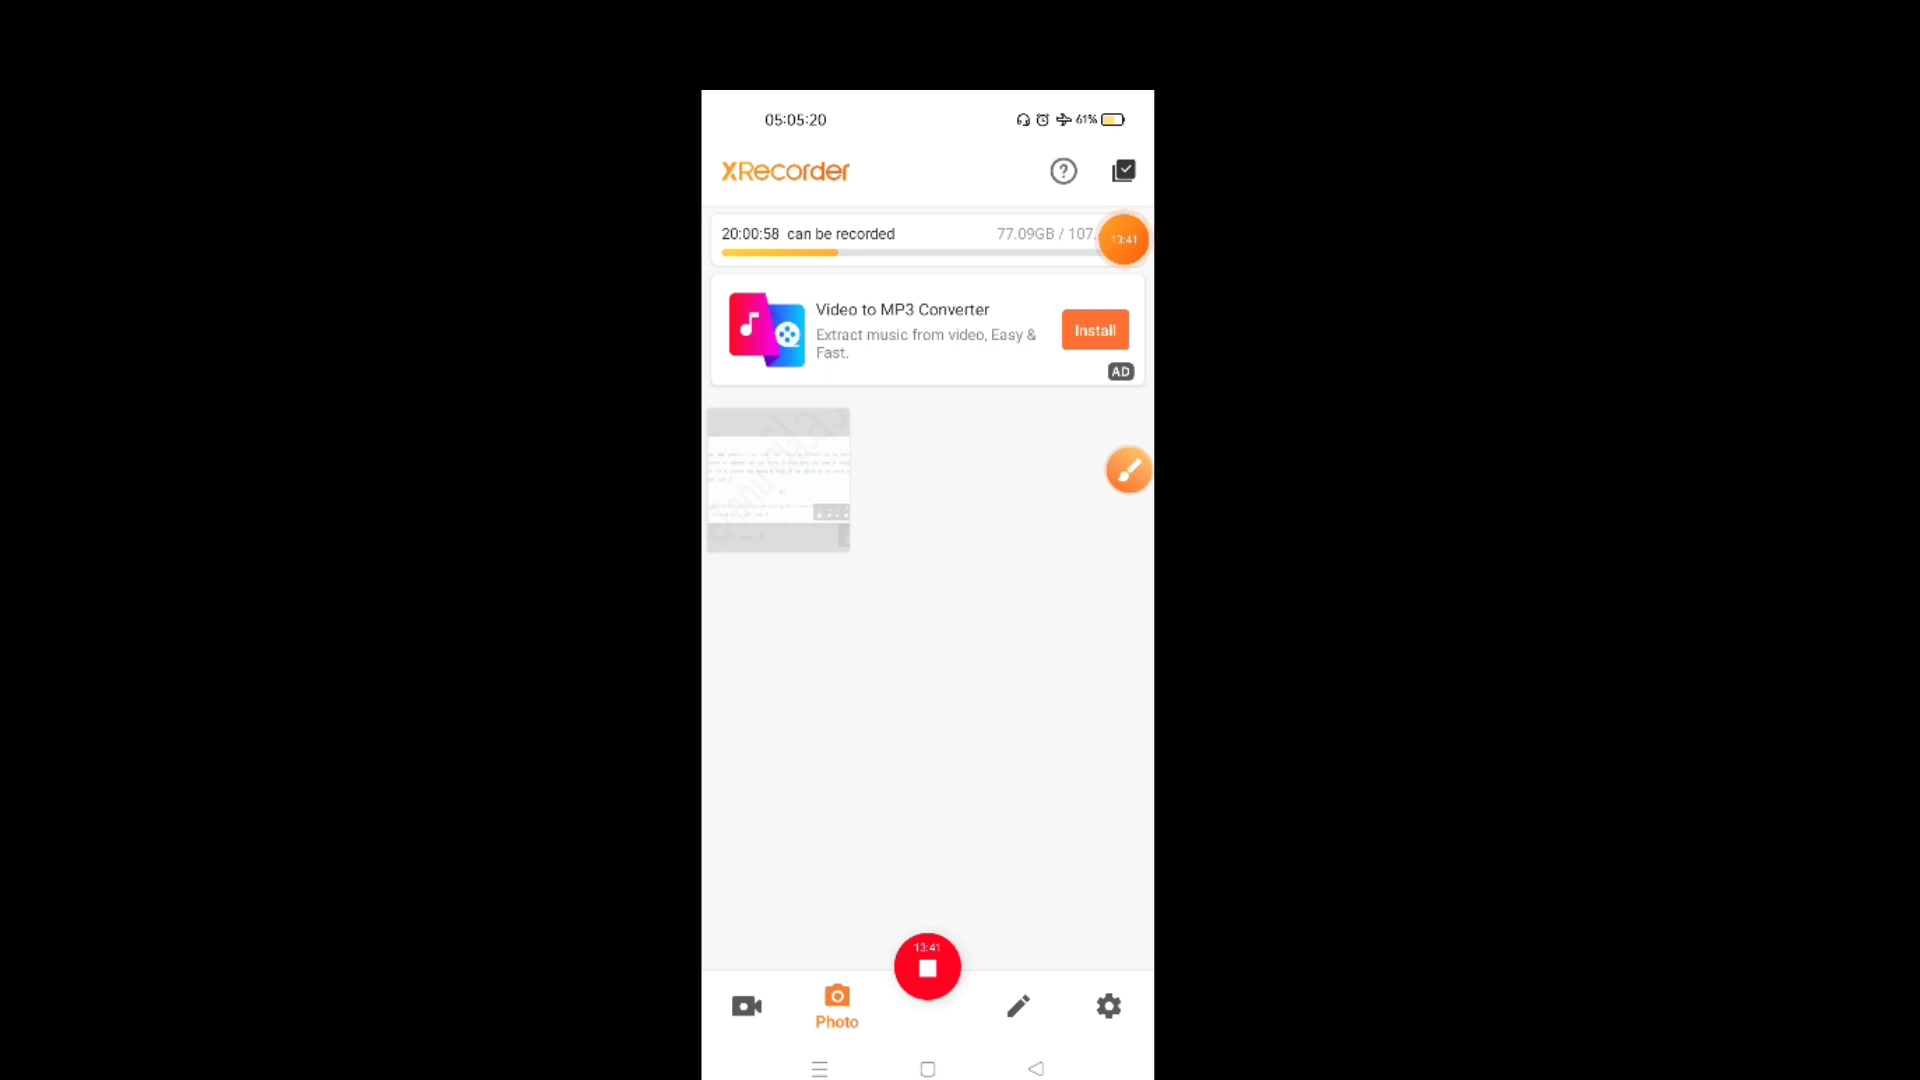 05:05:20
61%
XRecorder
20:00:58 can be recorded
77.09GB / 107.
13:41
Video to MP3 Converter
Extract music from video, Easy &
Fast.
Install
AD
13:41
Photo